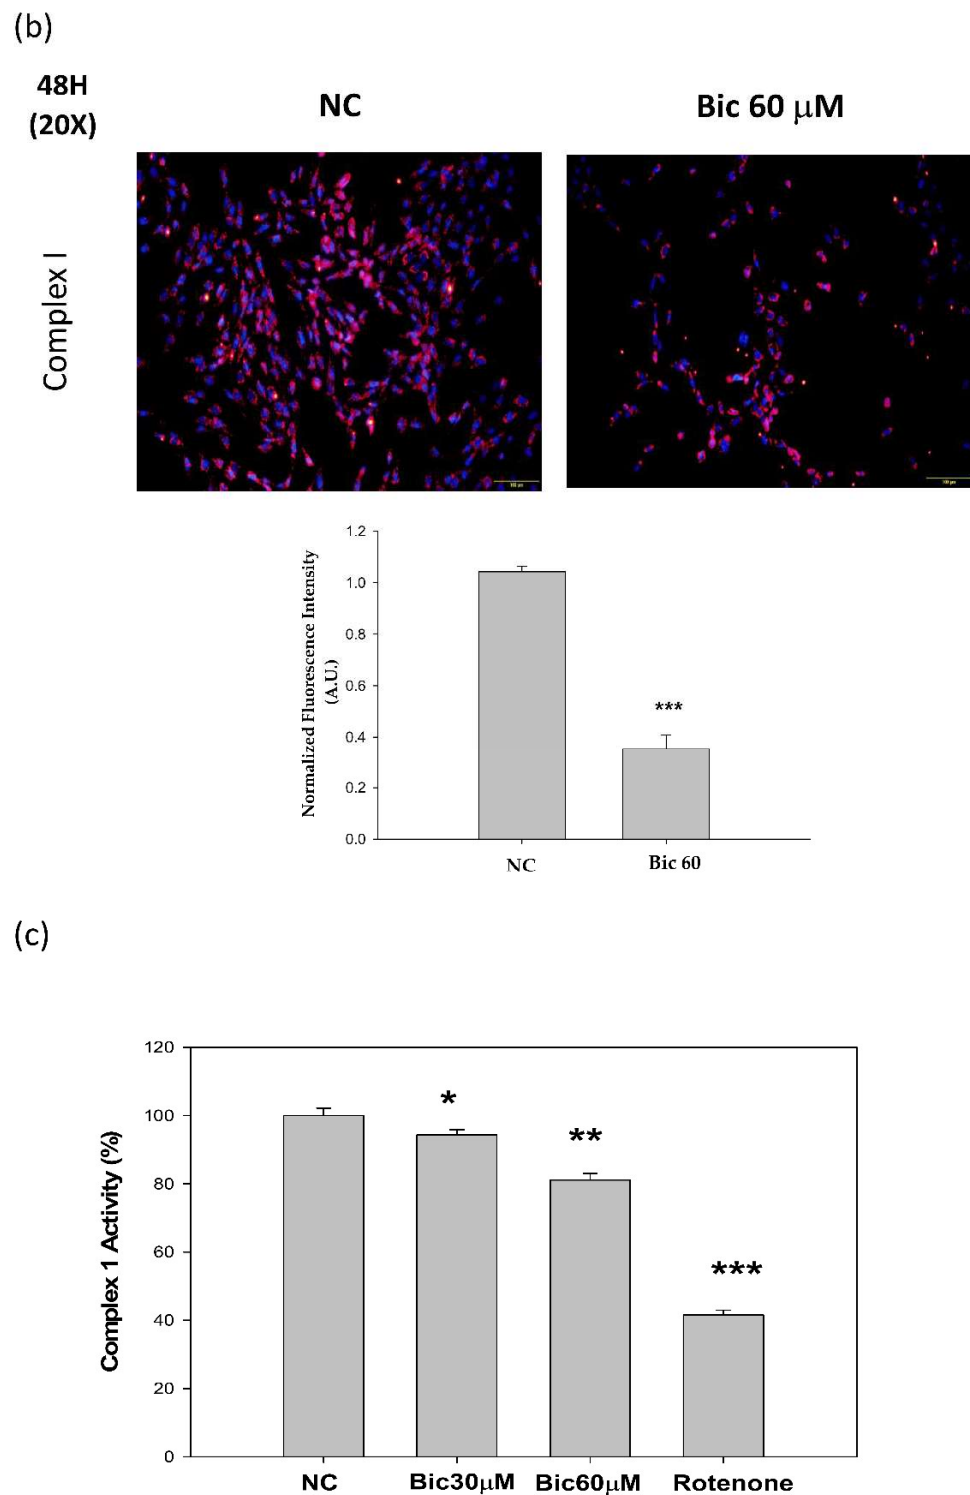 (b)
48H
(20X)
NC
Bic 60 μM
Complex I
100 μm
Normalized Fluorescence Intensity
(A.U.)
1.2
1.0
0.8
0.6
0.4
0.2
0.0
***
NC
Bic 60
(c)
Complex 1 Activity (%)
120
100
80
60
40
20
0
*
**
***
NC
Bic30μM
Bic60μM
Rotenone